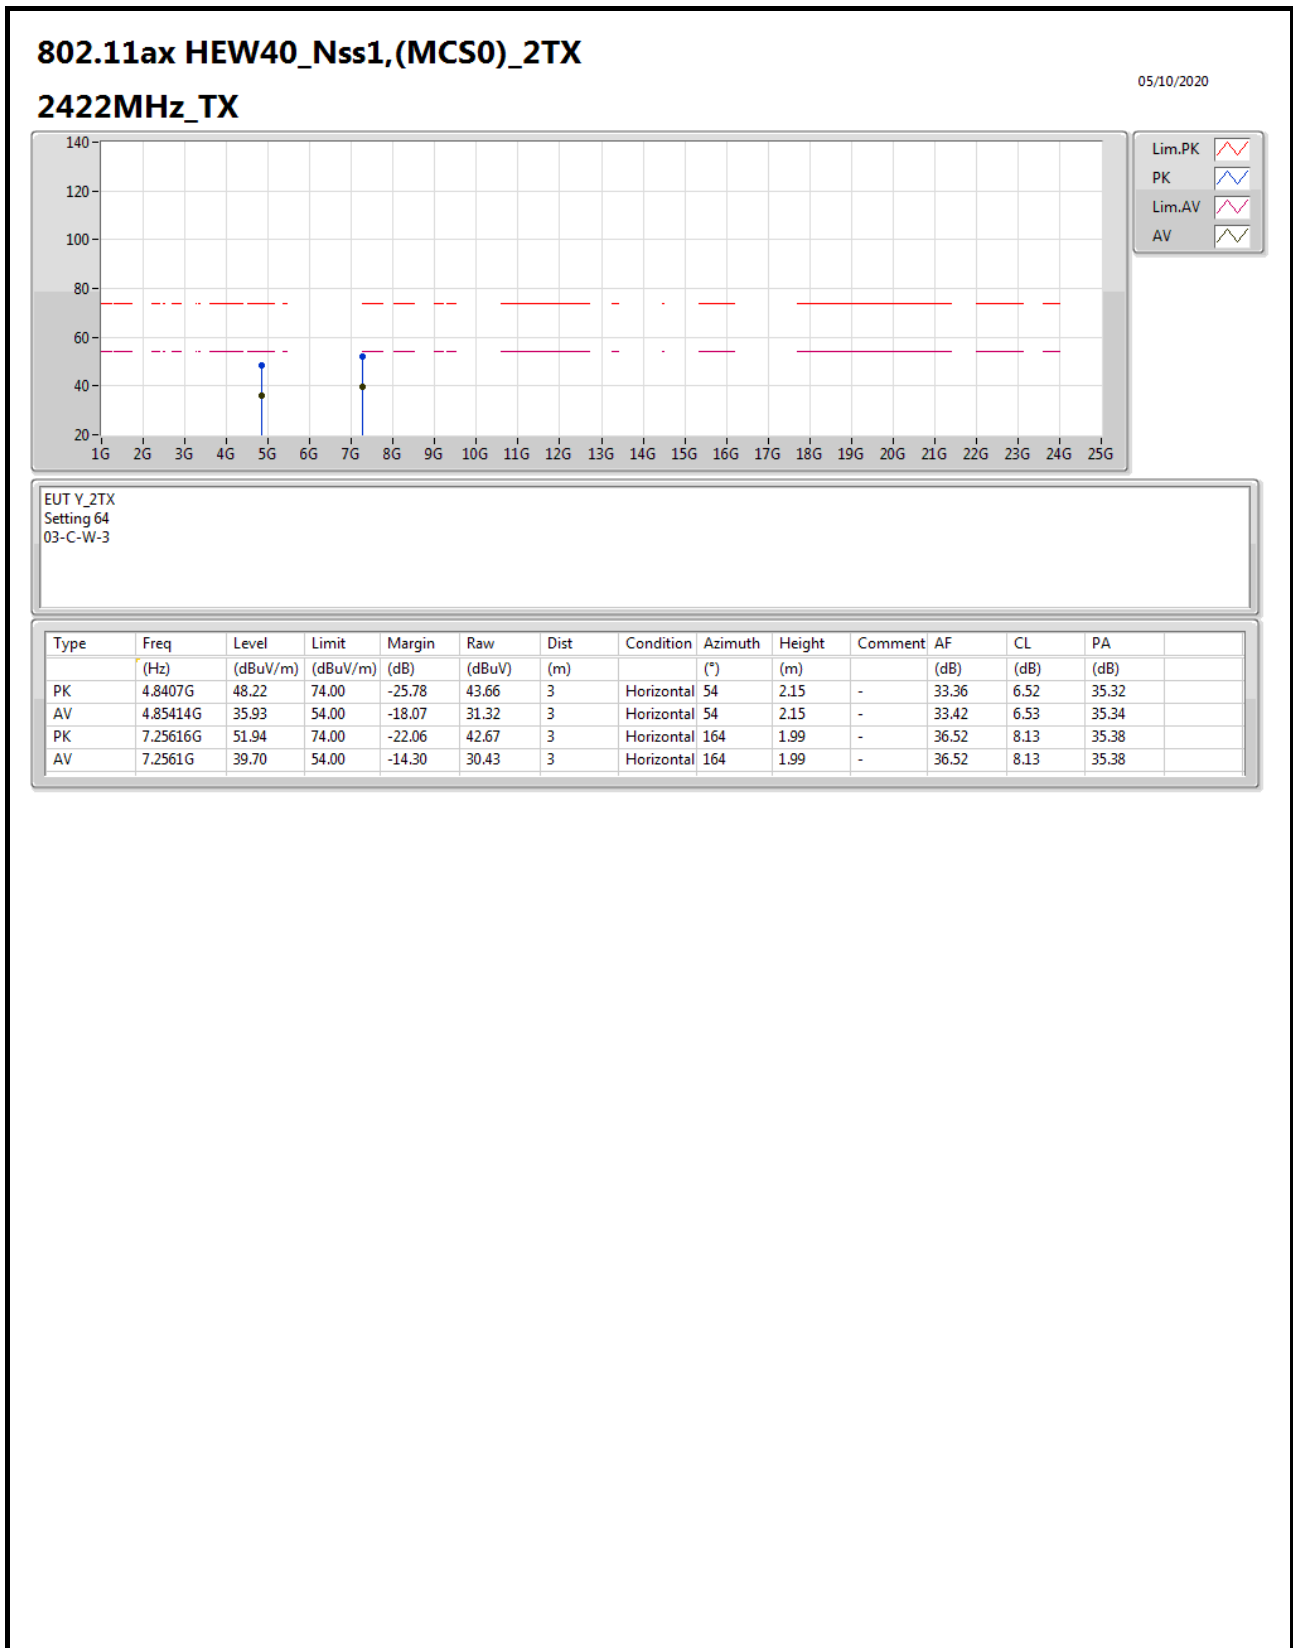 802.11ax HEW40_Nss1,(MCS0)_2TX
05/10/2020
2422MHz_TX
140
120
100
80
60
40
20
1G 2G 3G 4G 5G 6G 7G 8G 9G 10G 11G 12G 13G 14G 15G 16G 17G 18G 19G 20G 21G 22G 23G 24G 25G
Lim.PK
PK
Lim.AV
AV
EUT Y_2TX
Setting 64
03-C-W-3
Type Freq Level Limit Margin Raw Dist Condition Azimuth Height Comment AF CL PA
(Hz) (dBuV/m) (dBuV/m) (dB) (dBuV) (m) (°) (m) (dB) (dB) (dB)
PK 4.8407G 48.22 74.00 -25.78 43.66 3 Horizontal 54 2.15 - 33.36 6.52 35.32
AV 4.85414G 35.93 54.00 -18.07 31.32 3 Horizontal 54 2.15 - 33.42 6.53 35.34
PK 7.25616G 51.94 74.00 -22.06 42.67 3 Horizontal 164 1.99 - 36.52 8.13 35.38
AV 7.2561G 39.70 54.00 -14.30 30.43 3 Horizontal 164 1.99 - 36.52 8.13 35.38